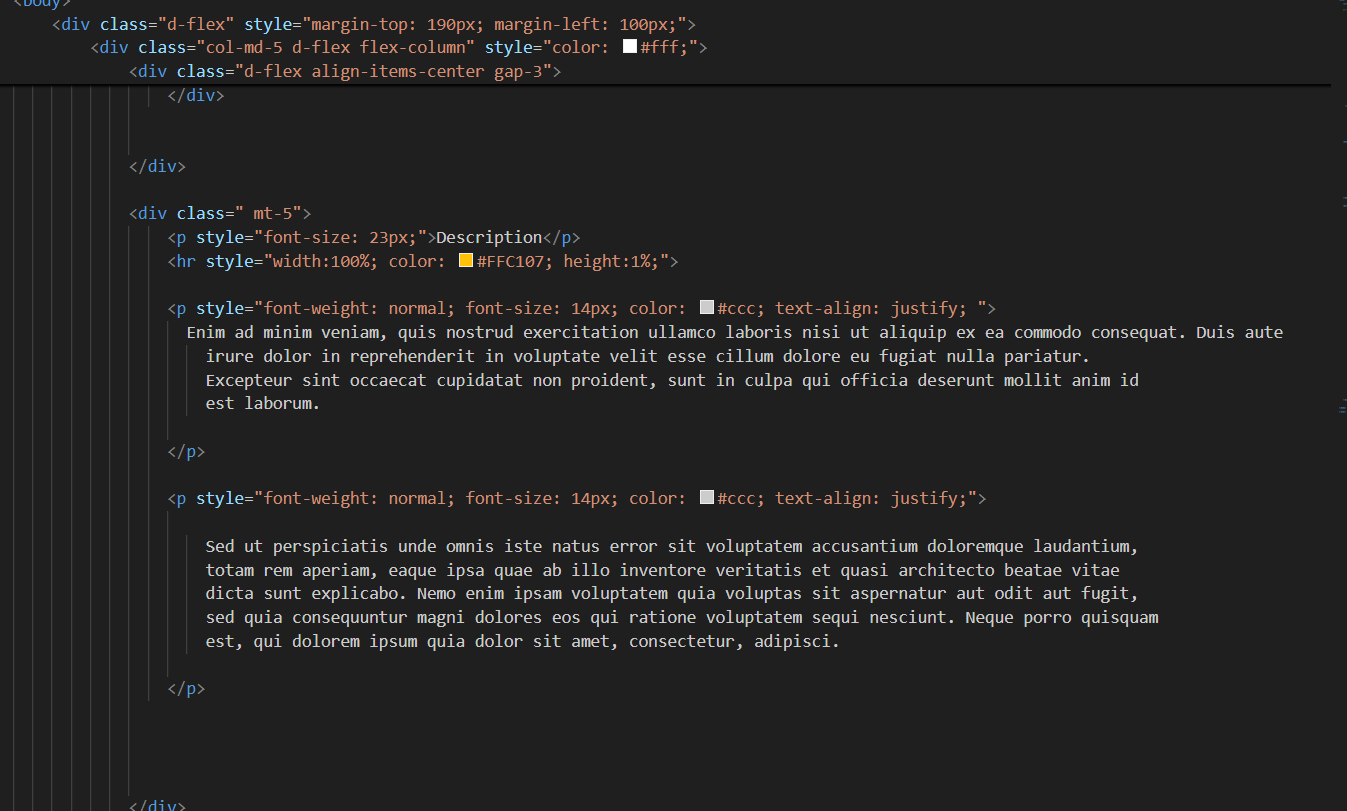 <body>
<div class="d-flex" style="margin-top: 190px; margin-left: 100px;">
<div class="col-md-5 d-flex flex-column" style="color: #fff;">
<div class="d-flex align-items-center gap-3">
</div>
</div>
<div class=" mt-5">
<p style="font-size: 23px;">Description</p>
<hr style="width:100%; color: #FFC107; height:1%;">
<p style="font-weight: normal; font-size: 14px; color: #ccc; text-align: justify; ">
Enim ad minim veniam, quis nostrud exercitation ullamco laboris nisi ut aliquip ex ea commodo consequat. Duis aute
irure dolor in reprehenderit in voluptate velit esse cillum dolore eu fugiat nulla pariatur.
Excepteur sint occaecat cupidatat non proident, sunt in culpa qui officia deserunt mollit anim id
est laborum.
</p>
<p style="font-weight: normal; font-size: 14px; color: #ccc; text-align: justify;">
Sed ut perspiciatis unde omnis iste natus error sit voluptatem accusantium doloremque laudantium,
totam rem aperiam, eaque ipsa quae ab illo inventore veritatis et quasi architecto beatae vitae
dicta sunt explicabo. Nemo enim ipsam voluptatem quia voluptas sit aspernatur aut odit aut fugit,
sed quia consequuntur magni dolores eos qui ratione voluptatem sequi nesciunt. Neque porro quisquam
est, qui dolorem ipsum quia dolor sit amet, consectetur, adipisci.
</p>
</div>